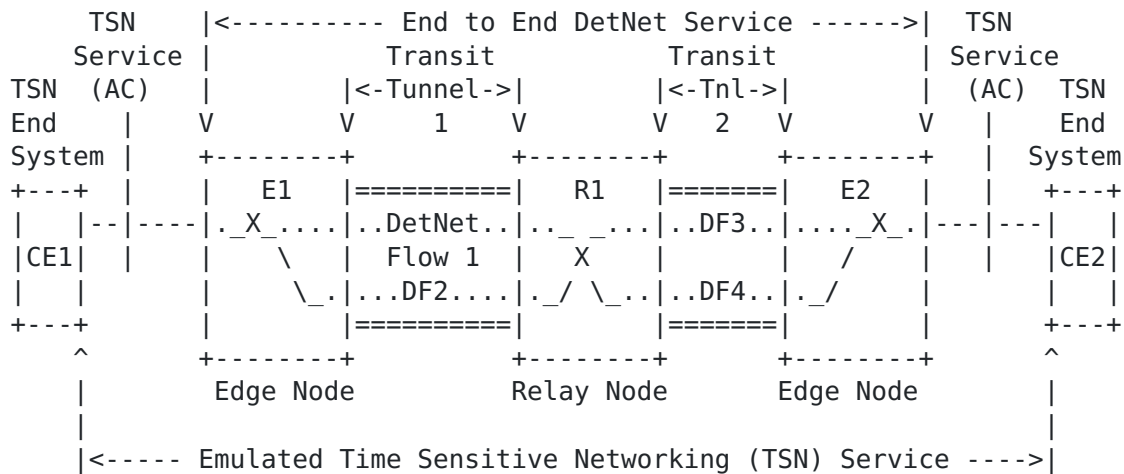 TSN     |<---------- End to End DetNet Service ------>|  TSN
     Service |            Transit          Transit          | Service
TSN  (AC)    |        |<-Tunnel->|        |<-Tnl->|        |  (AC)  TSN
End    |     V        V     1    V        V   2   V        V   |    End
System |     +--------+          +--------+       +--------+   |  System
+---+  |     |   E1   |==========|   R1   |=======|   E2   |   |   +---+
|   |--|-----|._X_....|..DetNet..|.._ _...|..DF3..|...._X_.|---|---|   |
|CE1|  |     |    \   |  Flow 1  |   X    |       |   /    |   |   |CE2|
|   |        |     \_.|...DF2....|._/ \_..|..DF4..|._/     |       |   |
+---+        |        |==========|        |=======|        |       +---+
    ^        +--------+          +--------+       +--------+       ^
    |        Edge Node          Relay Node        Edge Node        |
    |                                                              |
    |<----- Emulated Time Sensitive Networking (TSN) Service ---->|